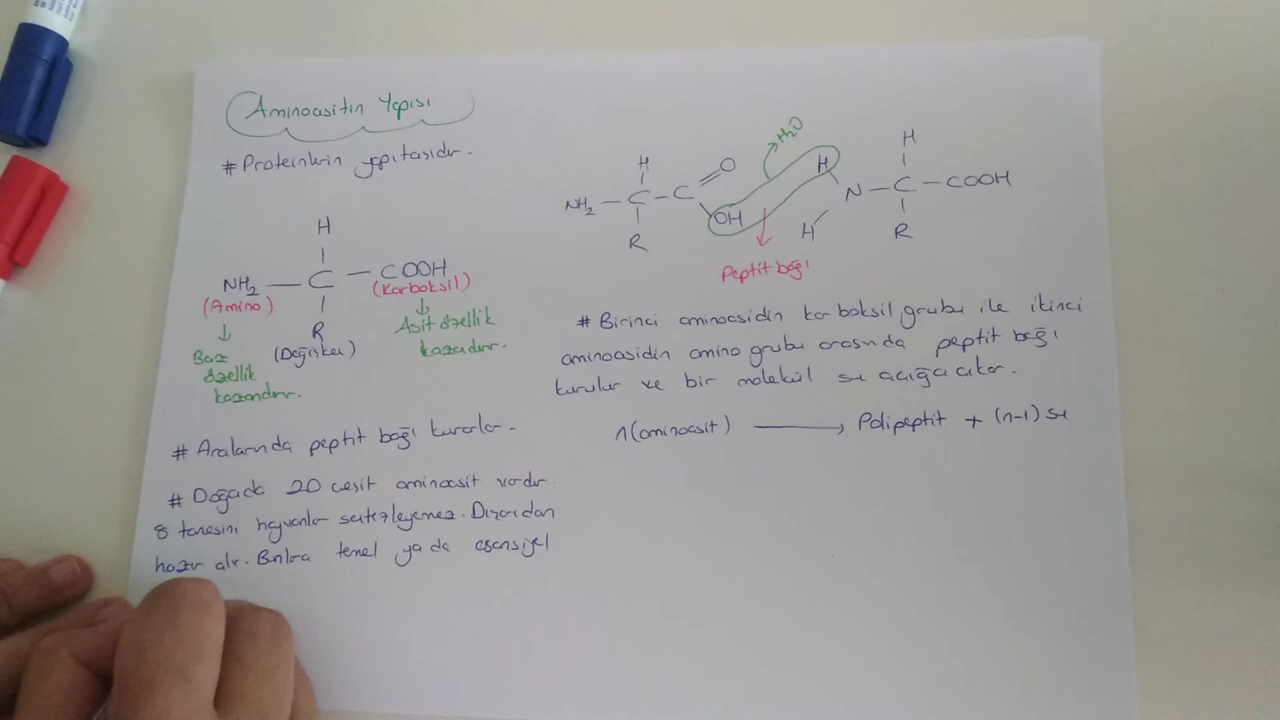 Aminoasitin Yapısı
# Proteinlerin yapıtaşıdır.
H
NH₂ — C — COOH
(Amino)
(Karboksil)
R
(Değişken)
Baz
özellik
kazandırır.
Asit özellik
kazandırır.
# Aralarında peptit bağı kurarlar.
# Doğada 20 çeşit aminoasit vardır.
8 tanesini hayvanlar sentezleyemez. Dışarıdan
hazır alır. Bunlara temel ya da esansiyel
H₂O
H
O
H
H
NH₂ — C — C
OH
N — C — COOH
R
H
R
Peptit bağı
# Birinci aminoasidin karboksil grubu ile ikinci
aminoasidin amino grubu arasında peptit bağı
kurulur ve bir molekül su açığa çıkar.
n(aminoasit) → Polipeptit + (n-1) su